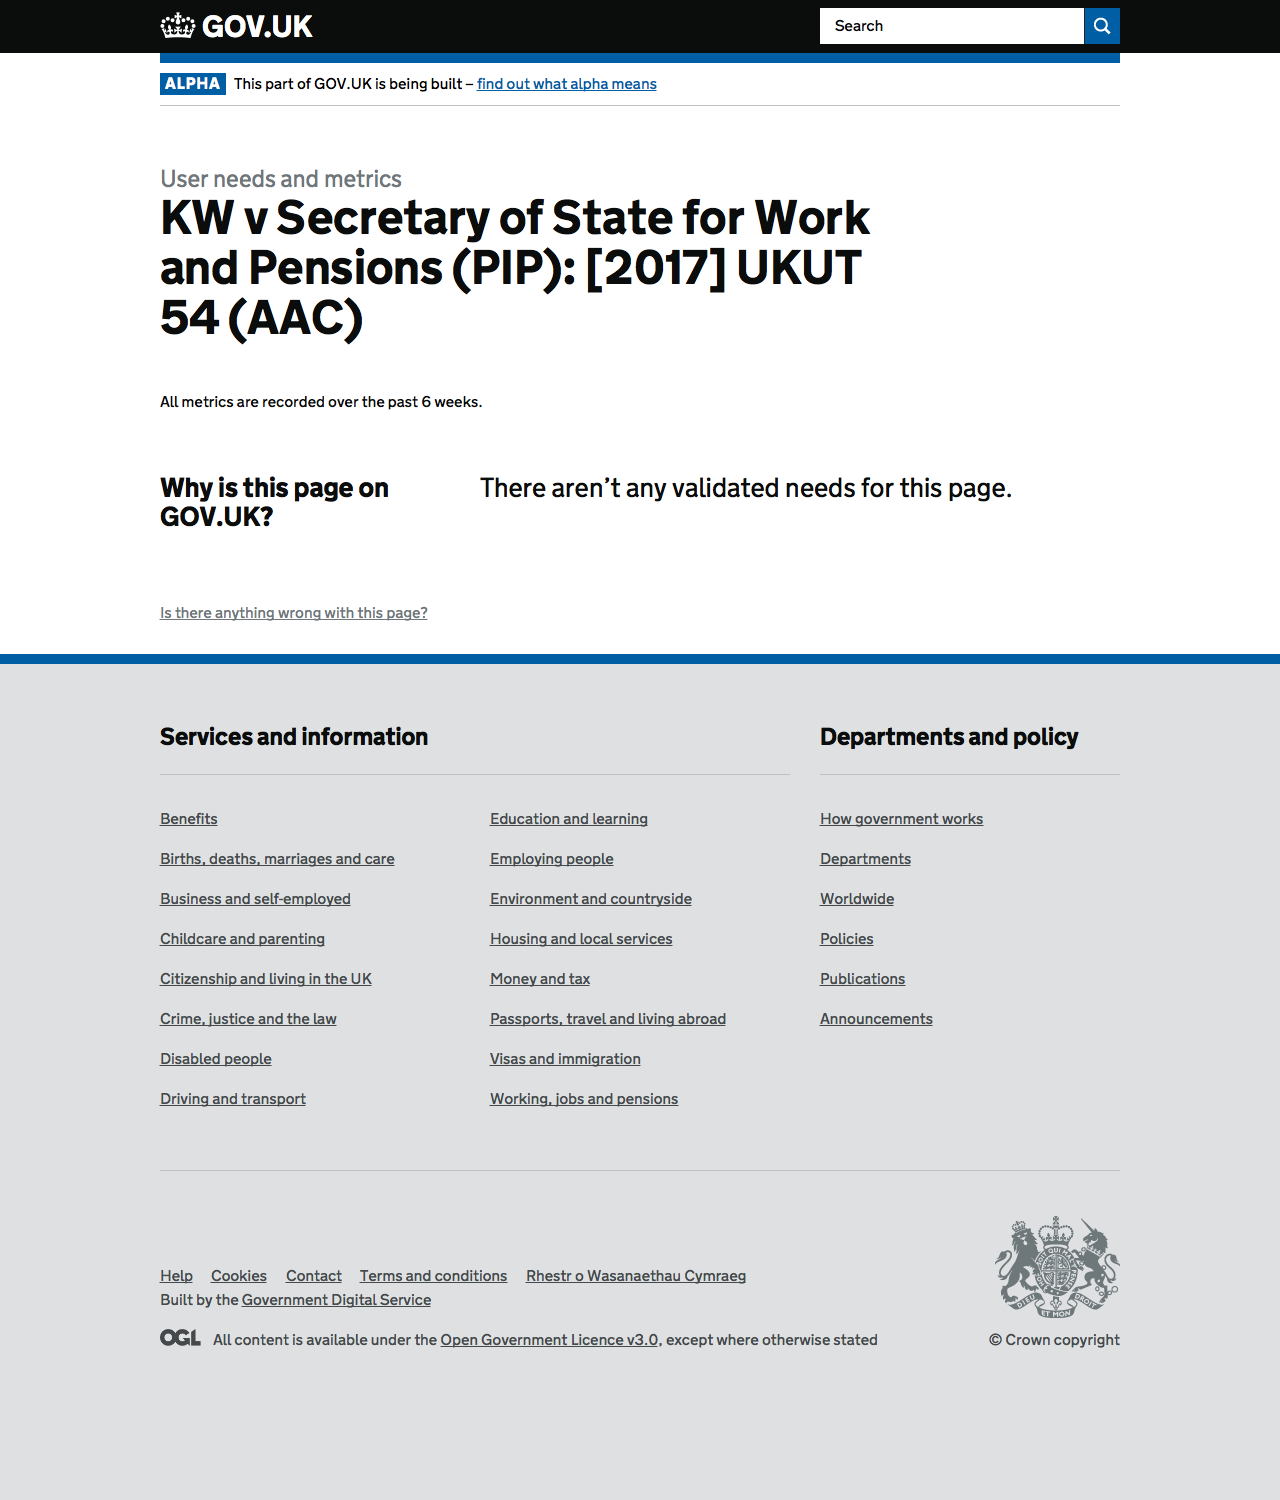 GOV.UK
Search
ALPHA This part of GOV.UK is being built – find out what alpha means
User needs and metrics
KW v Secretary of State for Work
and Pensions (PIP): [2017] UKUT
54 (AAC)
All metrics are recorded over the past 6 weeks.
Why is this page on
GOV.UK?
There aren’t any validated needs for this page.
Is there anything wrong with this page?
Services and information
Benefits
Births, deaths, marriages and care
Business and self-employed
Childcare and parenting
Citizenship and living in the UK
Crime, justice and the law
Disabled people
Driving and transport
Education and learning
Employing people
Environment and countryside
Housing and local services
Money and tax
Passports, travel and living abroad
Visas and immigration
Working, jobs and pensions
Departments and policy
How government works
Departments
Worldwide
Policies
Publications
Announcements
Help Cookies Contact Terms and conditions Rhestr o Wasanaethau Cymraeg
Built by the Government Digital Service
OGL All content is available under the Open Government Licence v3.0, except where otherwise stated
DIEU ET MON DROIT
© Crown copyright